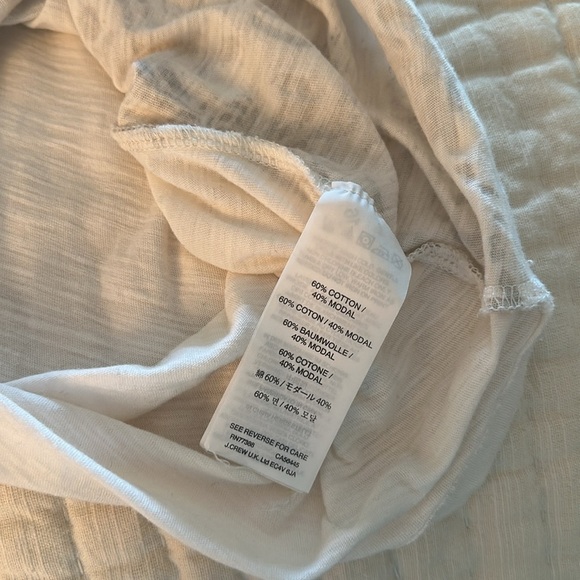 60% COTTON /
40% MODAL
60% COTON / 40% MODAL
60% BAUMWOLLE /
40% MODAL
60% COTONE /
40% MODAL
綿 60% / モダール 40%
60% 면 / 40% 모달
SEE REVERSE FOR CARE
RN77388 CA56445
J.CREW U.K. Ltd EC4V 6JA